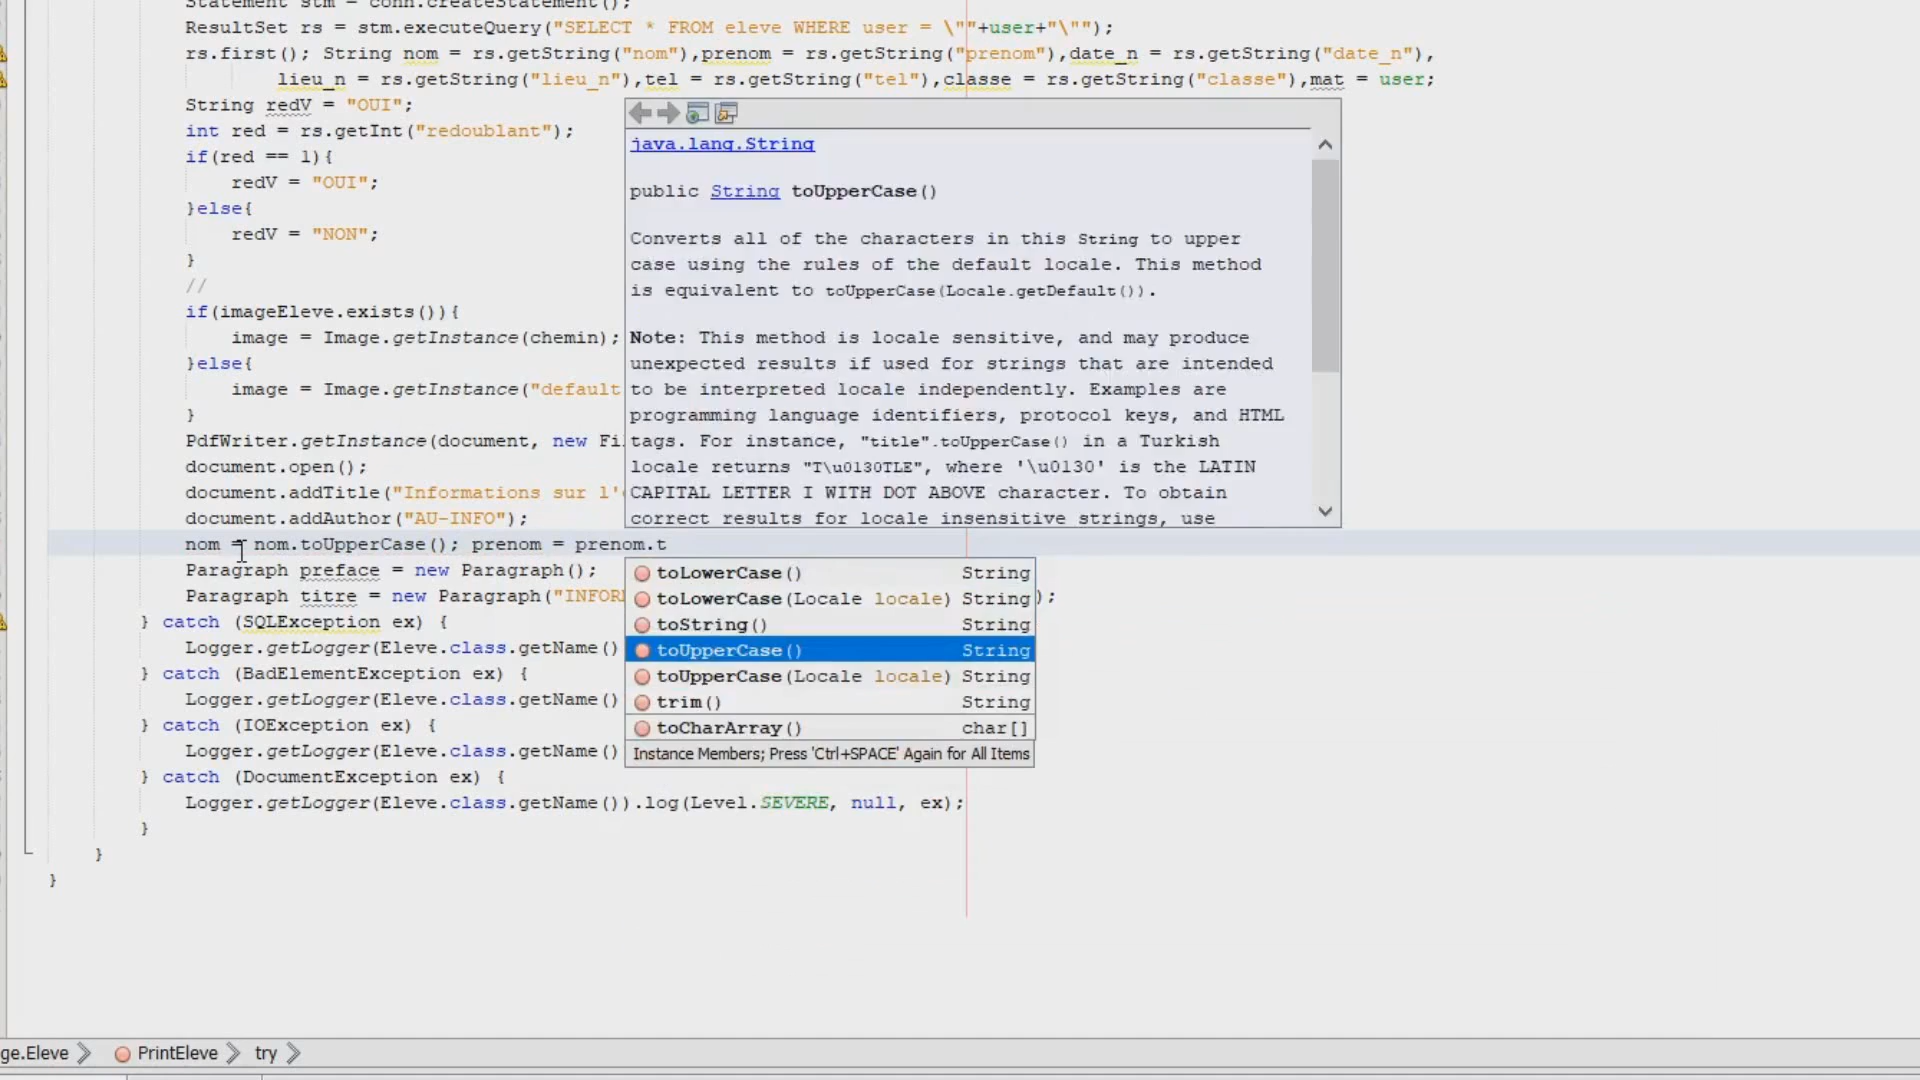 Statement stm = conn.createStatement();
ResultSet rs = stm.executeQuery("SELECT * FROM eleve WHERE user = \""+user+"\"");
rs.first(); String nom = rs.getString("nom"),prenom = rs.getString("prenom"),date_n = rs.getString("date_n"),
lieu_n = rs.getString("lieu_n"),tel = rs.getString("tel"),classe = rs.getString("classe"),mat = user;
String redV = "OUI";
int red = rs.getInt("redoublant");
if(red == 1){
redV = "OUI";
}else{
redV = "NON";
}
//
if(imageEleve.exists()){
image = Image.getInstance(chemin);
}else{
image = Image.getInstance("default
}
PdfWriter.getInstance(document, new Fi
document.open();
document.addTitle("Informations sur l'
document.addAuthor("AU-INFO");
nom = nom.toUpperCase(); prenom = prenom.t
Paragraph preface = new Paragraph();
Paragraph titre = new Paragraph("INFOR );
} catch (SQLException ex) {
Logger.getLogger(Eleve.class.getName()
} catch (BadElementException ex) {
Logger.getLogger(Eleve.class.getName()
} catch (IOException ex) {
Logger.getLogger(Eleve.class.getName()
} catch (DocumentException ex) {
Logger.getLogger(Eleve.class.getName()).log(Level.SEVERE, null, ex);
}
}
}
java.lang.String
public String toUpperCase()
Converts all of the characters in this String to upper
case using the rules of the default locale. This method
is equivalent to toUpperCase(Locale.getDefault()).
Note: This method is locale sensitive, and may produce
unexpected results if used for strings that are intended
to be interpreted locale independently. Examples are
programming language identifiers, protocol keys, and HTML
tags. For instance, "title".toUpperCase() in a Turkish
locale returns "T\u0130TLE", where '\u0130' is the LATIN
CAPITAL LETTER I WITH DOT ABOVE character. To obtain
correct results for locale insensitive strings, use
toLowerCase() String
toLowerCase(Locale locale) String
toString() String
toUpperCase() String
toUpperCase(Locale locale) String
trim() String
toCharArray() char[]
Instance Members; Press 'Ctrl+SPACE' Again for All Items
ge.Eleve PrintEleve try